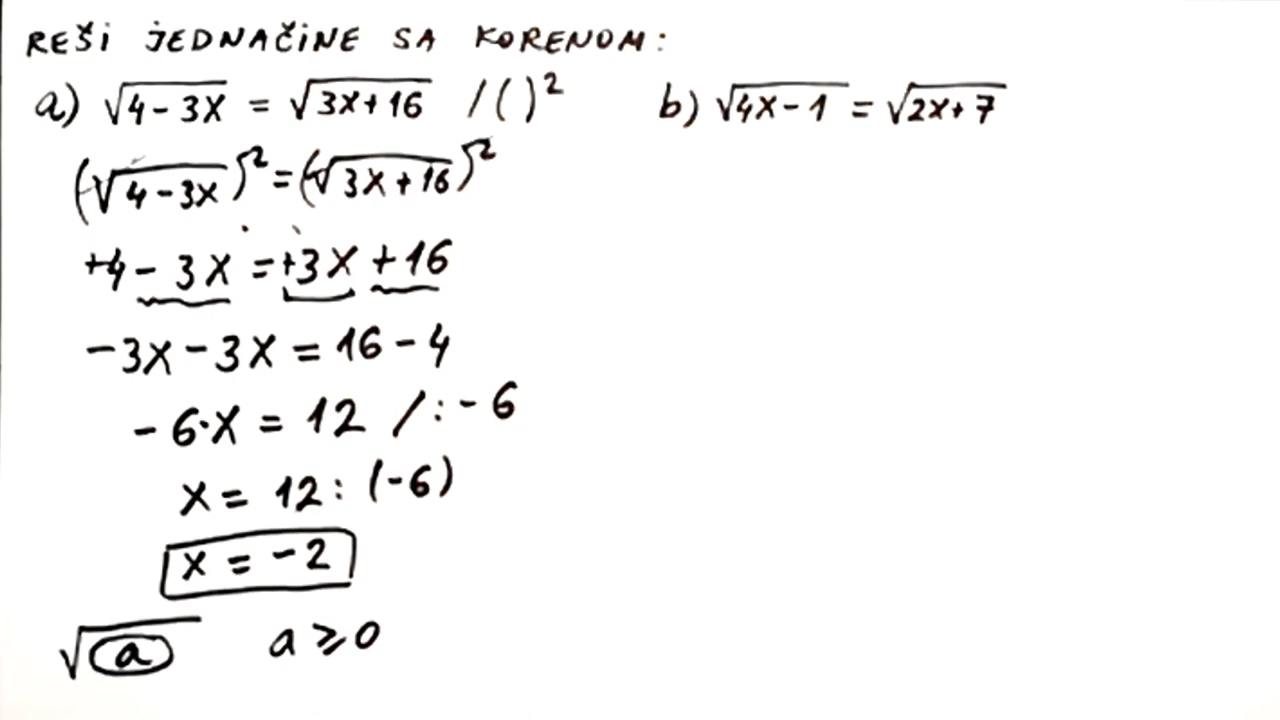 REŠI JEDNAČINE SA KORENOM:
a) √(4-3x) = √(3x+16) /( )²
(√(4-3x))² = (√(3x+16))²
+4-3x = +3x +16
-3x-3x = 16-4
-6·x = 12 /:-6
x = 12:(-6)
x = -2
√a a ≥ 0
b) √(4x-1) = √(2x+7)